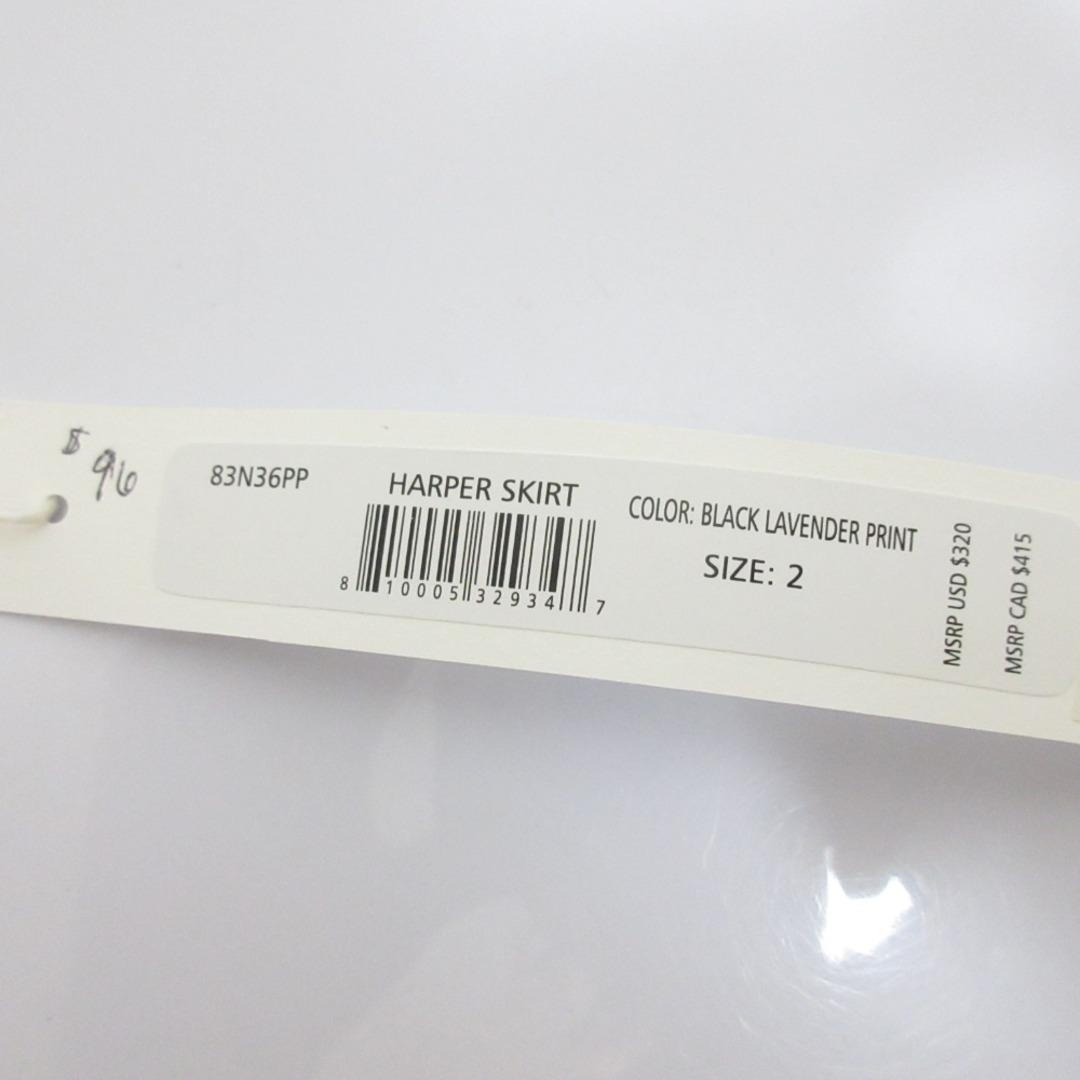 $ 96
83N36PP
HARPER SKIRT
8 10005 32934 7
COLOR: BLACK LAVENDER PRINT
SIZE: 2
MSRP USD $320
MSRP CAD $415